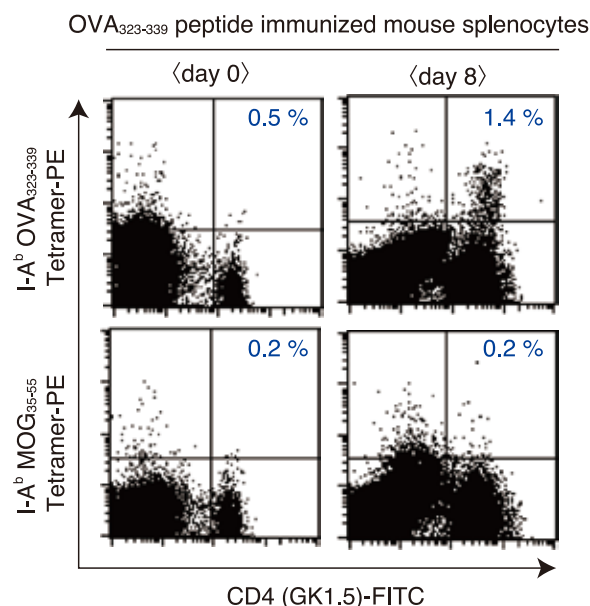 OVA323-339 peptide immunized mouse splenocytes
〈day 0〉 〈day 8〉
0.5 % 1.4 %
I-Ab OVA323-339
Tetramer-PE
0.2 % 0.2 %
I-Ab MOG35-55
Tetramer-PE
CD4 (GK1.5)-FITC